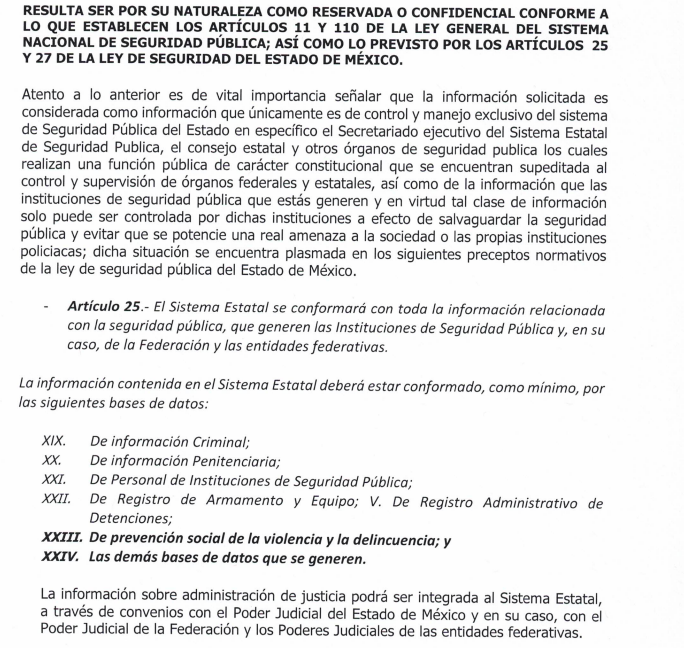 RESULTA SER POR SU NATURALEZA COMO RESERVADA O CONFIDENCIAL CONFORME A
LO QUE ESTABLECEN LOS ARTÍCULOS 11 Y 110 DE LA LEY GENERAL DEL SISTEMA
NACIONAL DE SEGURIDAD PÚBLICA; ASÍ COMO LO PREVISTO POR LOS ARTÍCULOS 25
Y 27 DE LA LEY DE SEGURIDAD DEL ESTADO DE MÉXICO.
Atento a lo anterior es de vital importancia señalar que la información solicitada es
considerada como información que únicamente es de control y manejo exclusivo del sistema
de Seguridad Pública del Estado en específico el Secretariado ejecutivo del Sistema Estatal
de Seguridad Publica, el consejo estatal y otros órganos de seguridad publica los cuales
realizan una función pública de carácter constitucional que se encuentran supeditada al
control y supervisión de órganos federales y estatales, así como de la información que las
instituciones de seguridad pública que estás generen y en virtud tal clase de información
solo puede ser controlada por dichas instituciones a efecto de salvaguardar la seguridad
pública y evitar que se potencie una real amenaza a la sociedad o las propias instituciones
policiacas; dicha situación se encuentra plasmada en los siguientes preceptos normativos
de la ley de seguridad pública del Estado de México.
- Artículo 25.- El Sistema Estatal se conformará con toda la información relacionada
con la seguridad pública, que generen las Instituciones de Seguridad Pública y, en su
caso, de la Federación y las entidades federativas.
La información contenida en el Sistema Estatal deberá estar conformado, como mínimo, por
las siguientes bases de datos:
XIX. De información Criminal;
XX. De información Penitenciaria;
XXI. De Personal de Instituciones de Seguridad Pública;
XXII. De Registro de Armamento y Equipo; V. De Registro Administrativo de
Detenciones;
XXIII. De prevención social de la violencia y la delincuencia; y
XXIV. Las demás bases de datos que se generen.
La información sobre administración de justicia podrá ser integrada al Sistema Estatal,
a través de convenios con el Poder Judicial del Estado de México y en su caso, con el
Poder Judicial de la Federación y los Poderes Judiciales de las entidades federativas.